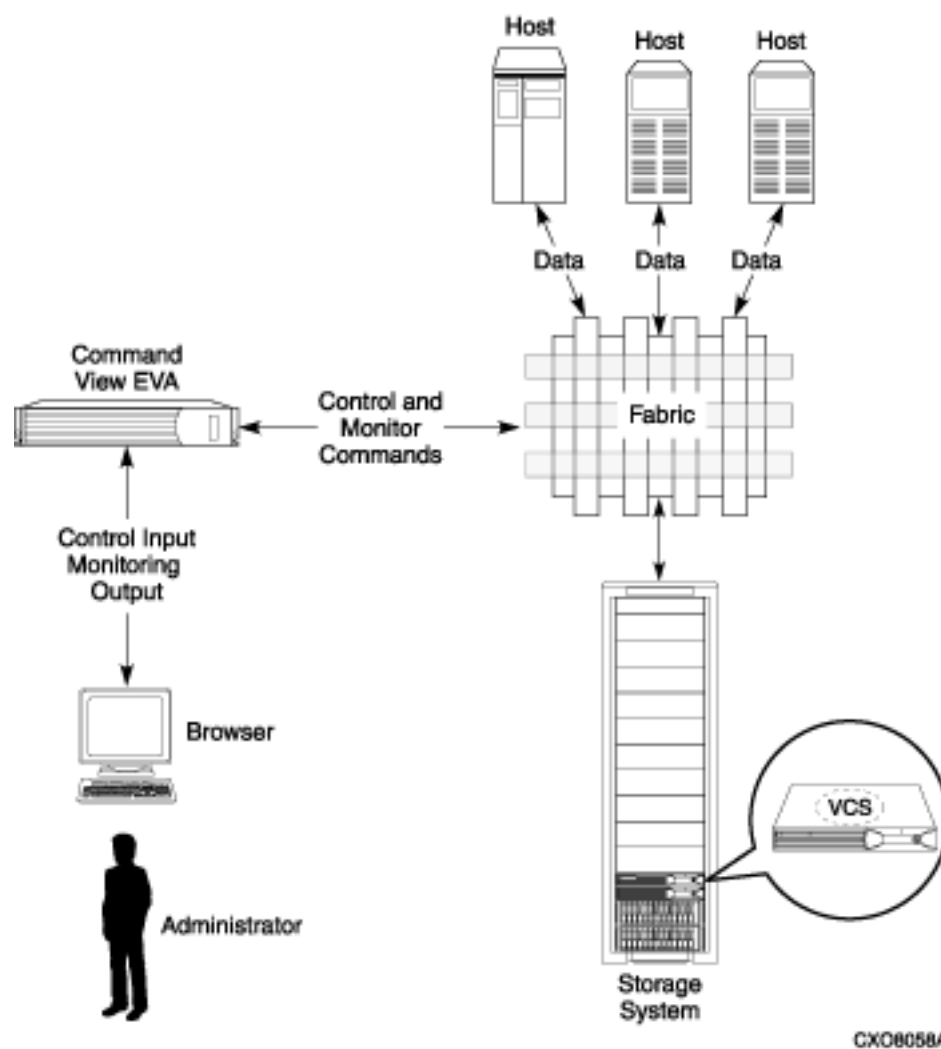 Host
Host
Host
Data
Data
Data
Command
View EVA
Control and
Monitor
Commands
Fabric
Control Input
Monitoring
Output
Browser
VCS
Administrator
Storage
System
CXO8058A